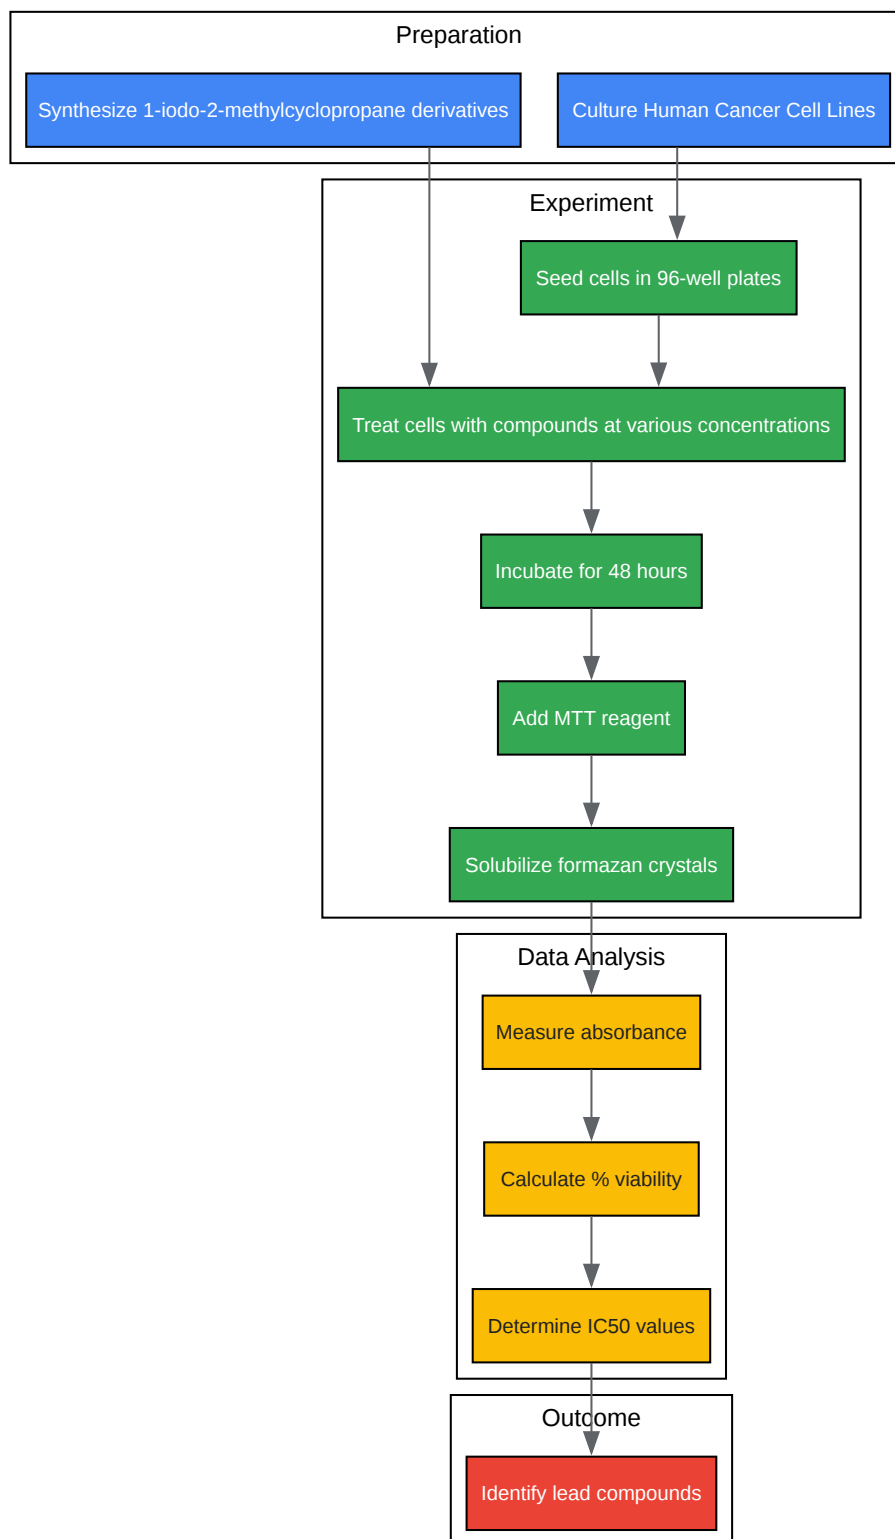 Preparation
Synthesize 1-iodo-2-methylcyclopropane derivatives
Culture Human Cancer Cell Lines
Experiment
Seed cells in 96-well plates
Treat cells with compounds at various concentrations
Incubate for 48 hours
Add MTT reagent
Solubilize formazan crystals
Data Analysis
Measure absorbance
Calculate % viability
Determine IC50 values
Outcome
Identify lead compounds